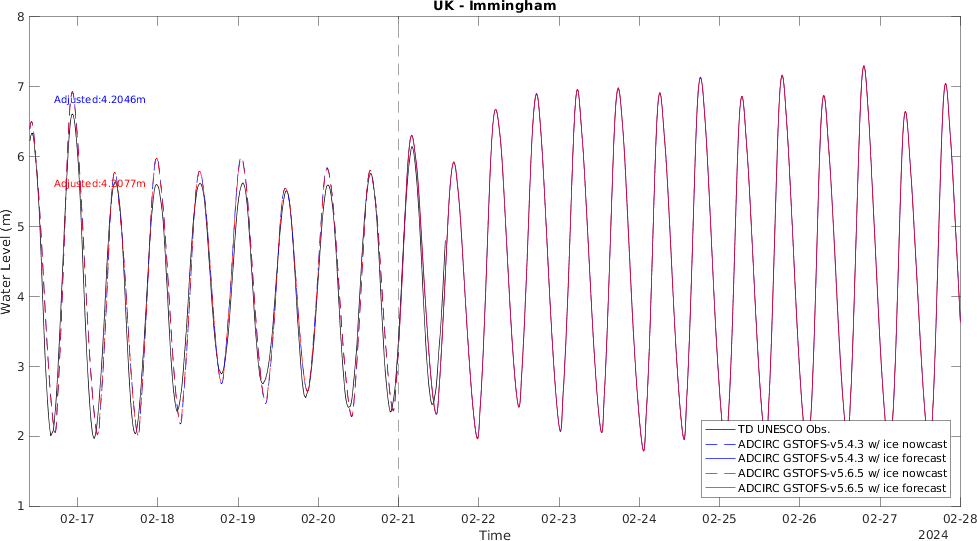 UK - Immingham
8
7
6
5
4
3
2
1
Water Level (m)
Adjusted:4.2046m
Adjusted:4.2077m
TD UNESCO Obs.
ADCIRC GSTOFS-v5.4.3 w/ ice nowcast
ADCIRC GSTOFS-v5.4.3 w/ ice forecast
ADCIRC GSTOFS-v5.6.5 w/ ice nowcast
ADCIRC GSTOFS-v5.6.5 w/ ice forecast
02-17 02-18 02-19 02-20 02-21 02-22 02-23 02-24 02-25 02-26 02-27 02-28
Time
2024